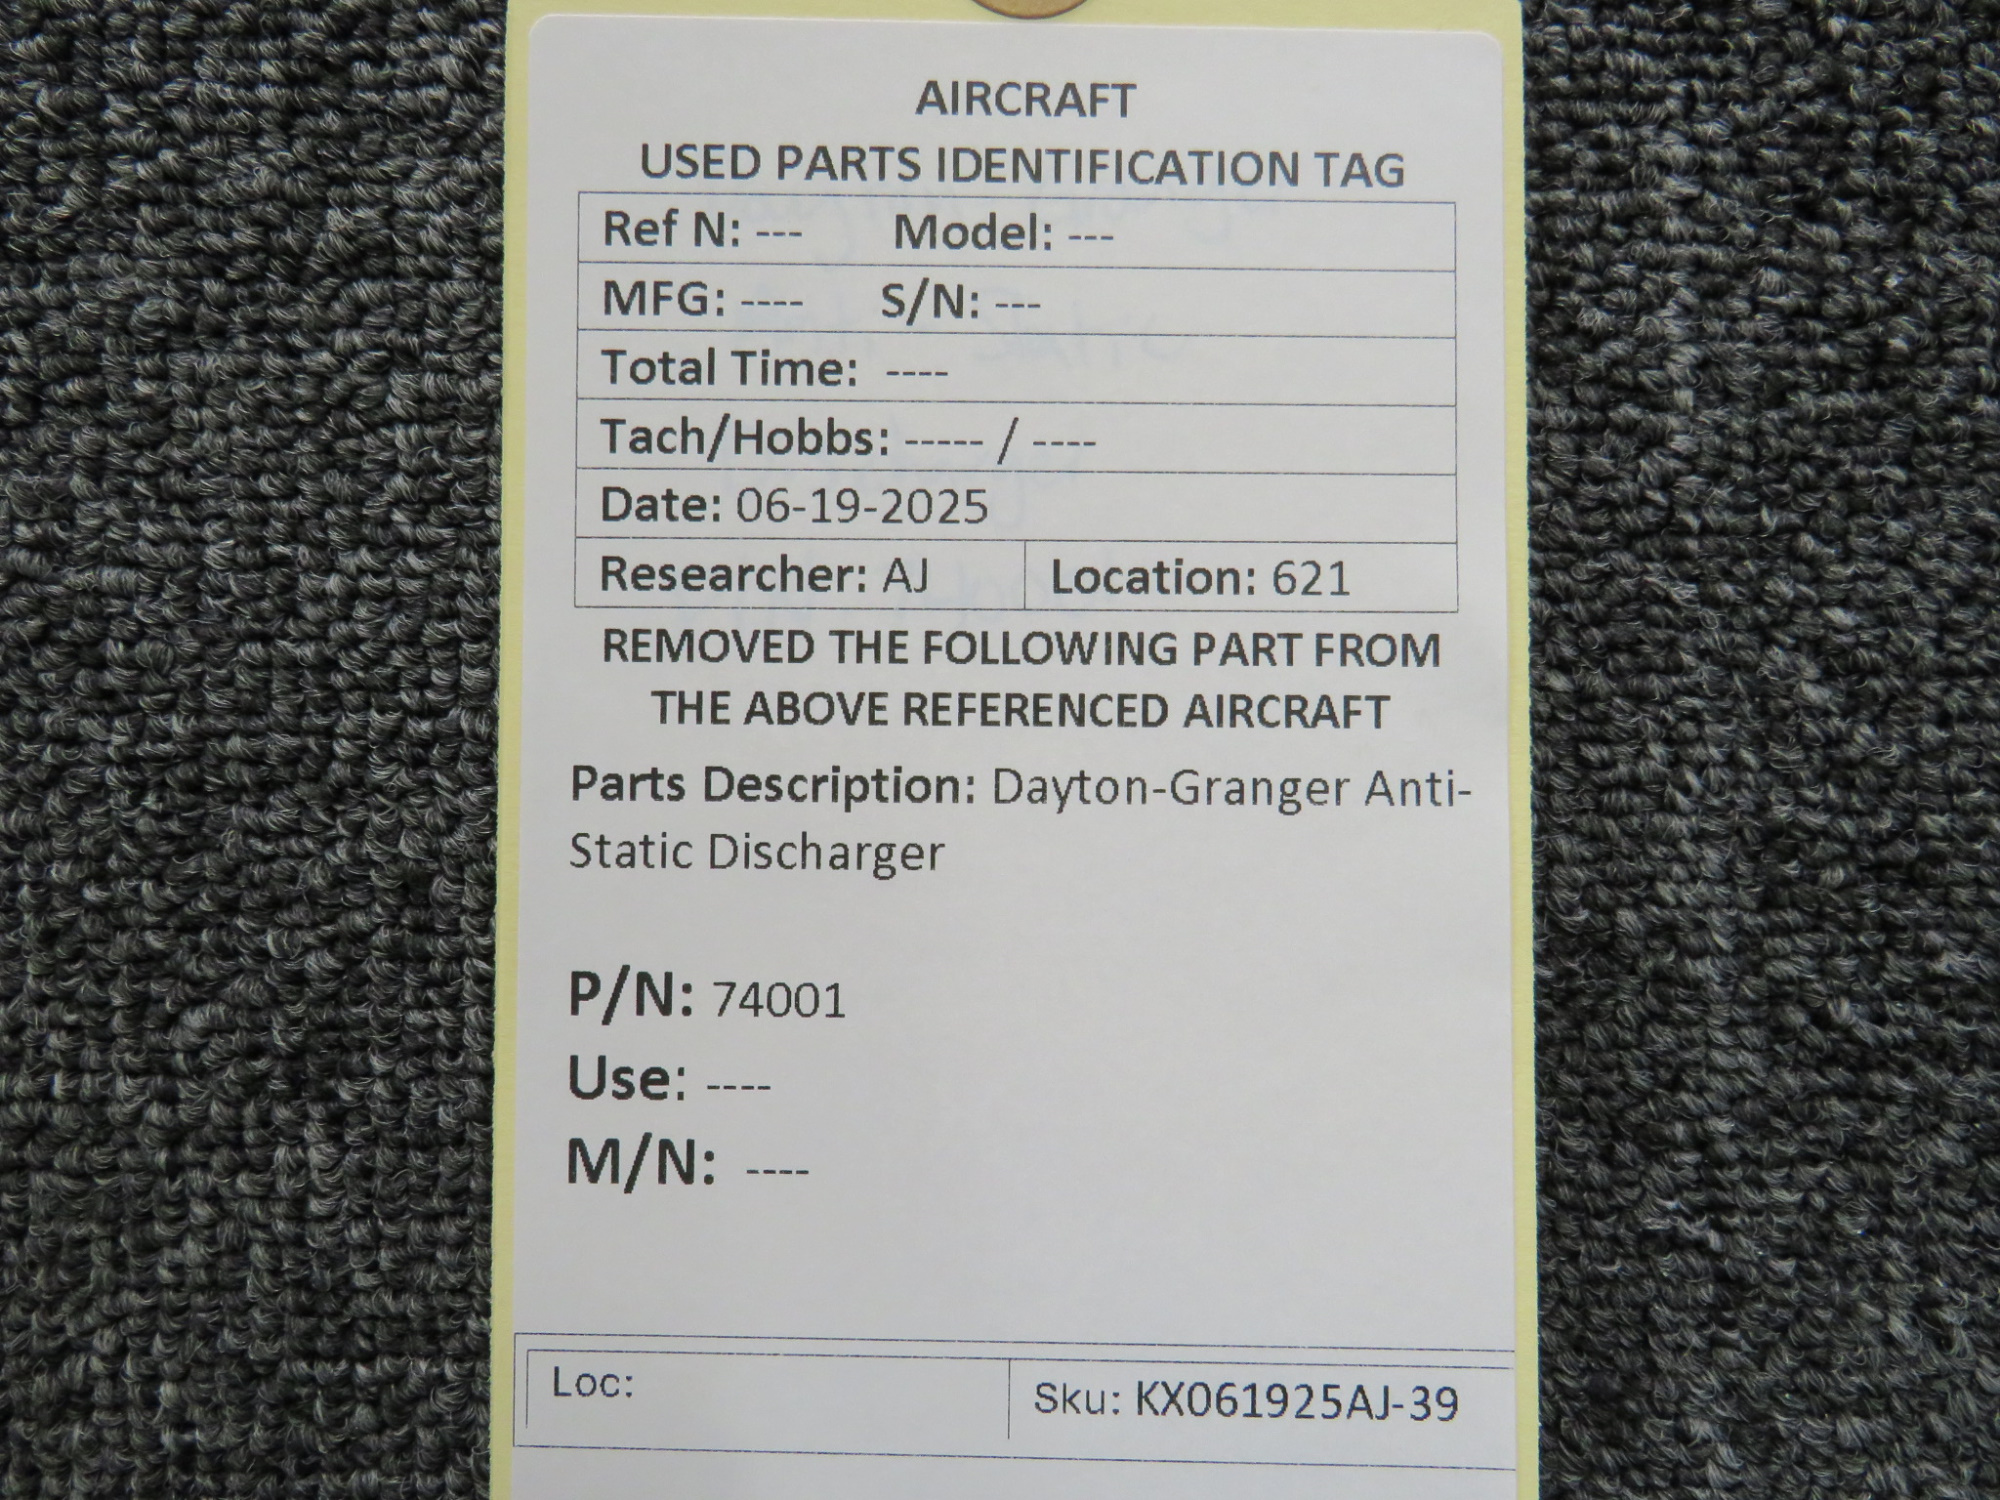 AIRCRAFT
USED PARTS IDENTIFICATION TAG
Ref N: --- Model: ---
MFG: ---- S/N: ---
Total Time: ----
Tach/Hobbs: ----- / ----
Date: 06-19-2025
Researcher: AJ Location: 621
REMOVED THE FOLLOWING PART FROM
THE ABOVE REFERENCED AIRCRAFT
Parts Description: Dayton-Granger Anti-
Static Discharger
P/N: 74001
Use: ----
M/N: ----
Loc: Sku: KX061925AJ-39